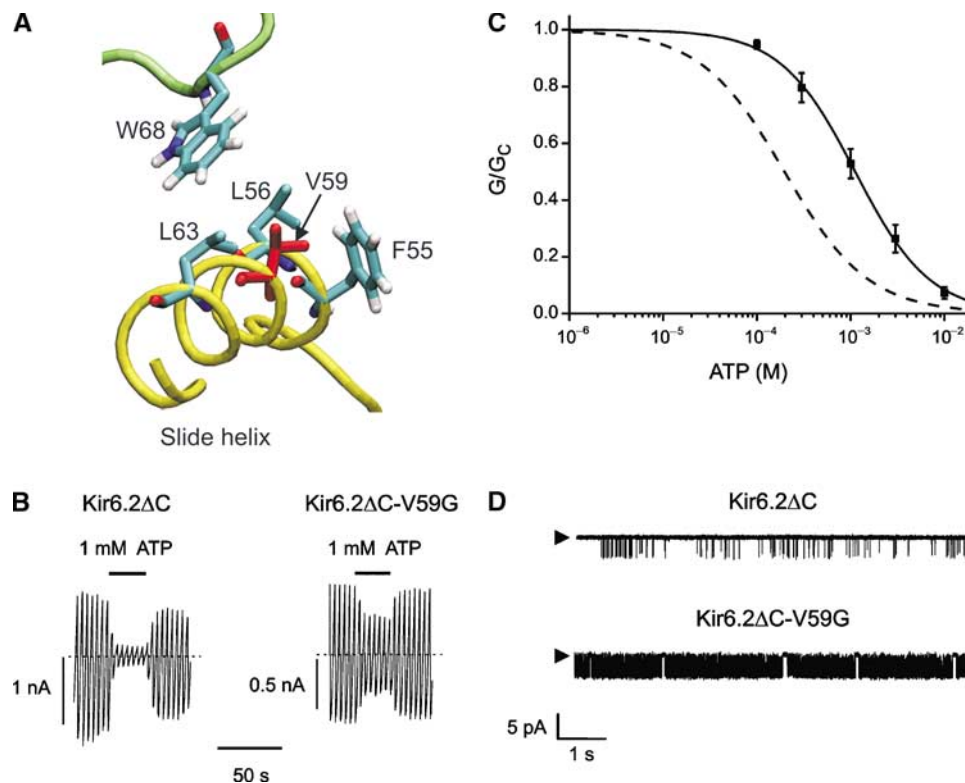 A
W68
L56
V59
L63
F55
Slide helix
B
Kir6.2ΔC
Kir6.2ΔC-V59G
1 mM ATP
1 mM ATP
1 nA
0.5 nA
50 s
C
G/G_C
1.0
0.8
0.6
0.4
0.2
0.0
10⁻⁶
10⁻⁵
10⁻⁴
10⁻³
10⁻²
ATP (M)
D
Kir6.2ΔC
Kir6.2ΔC-V59G
5 pA
1 s